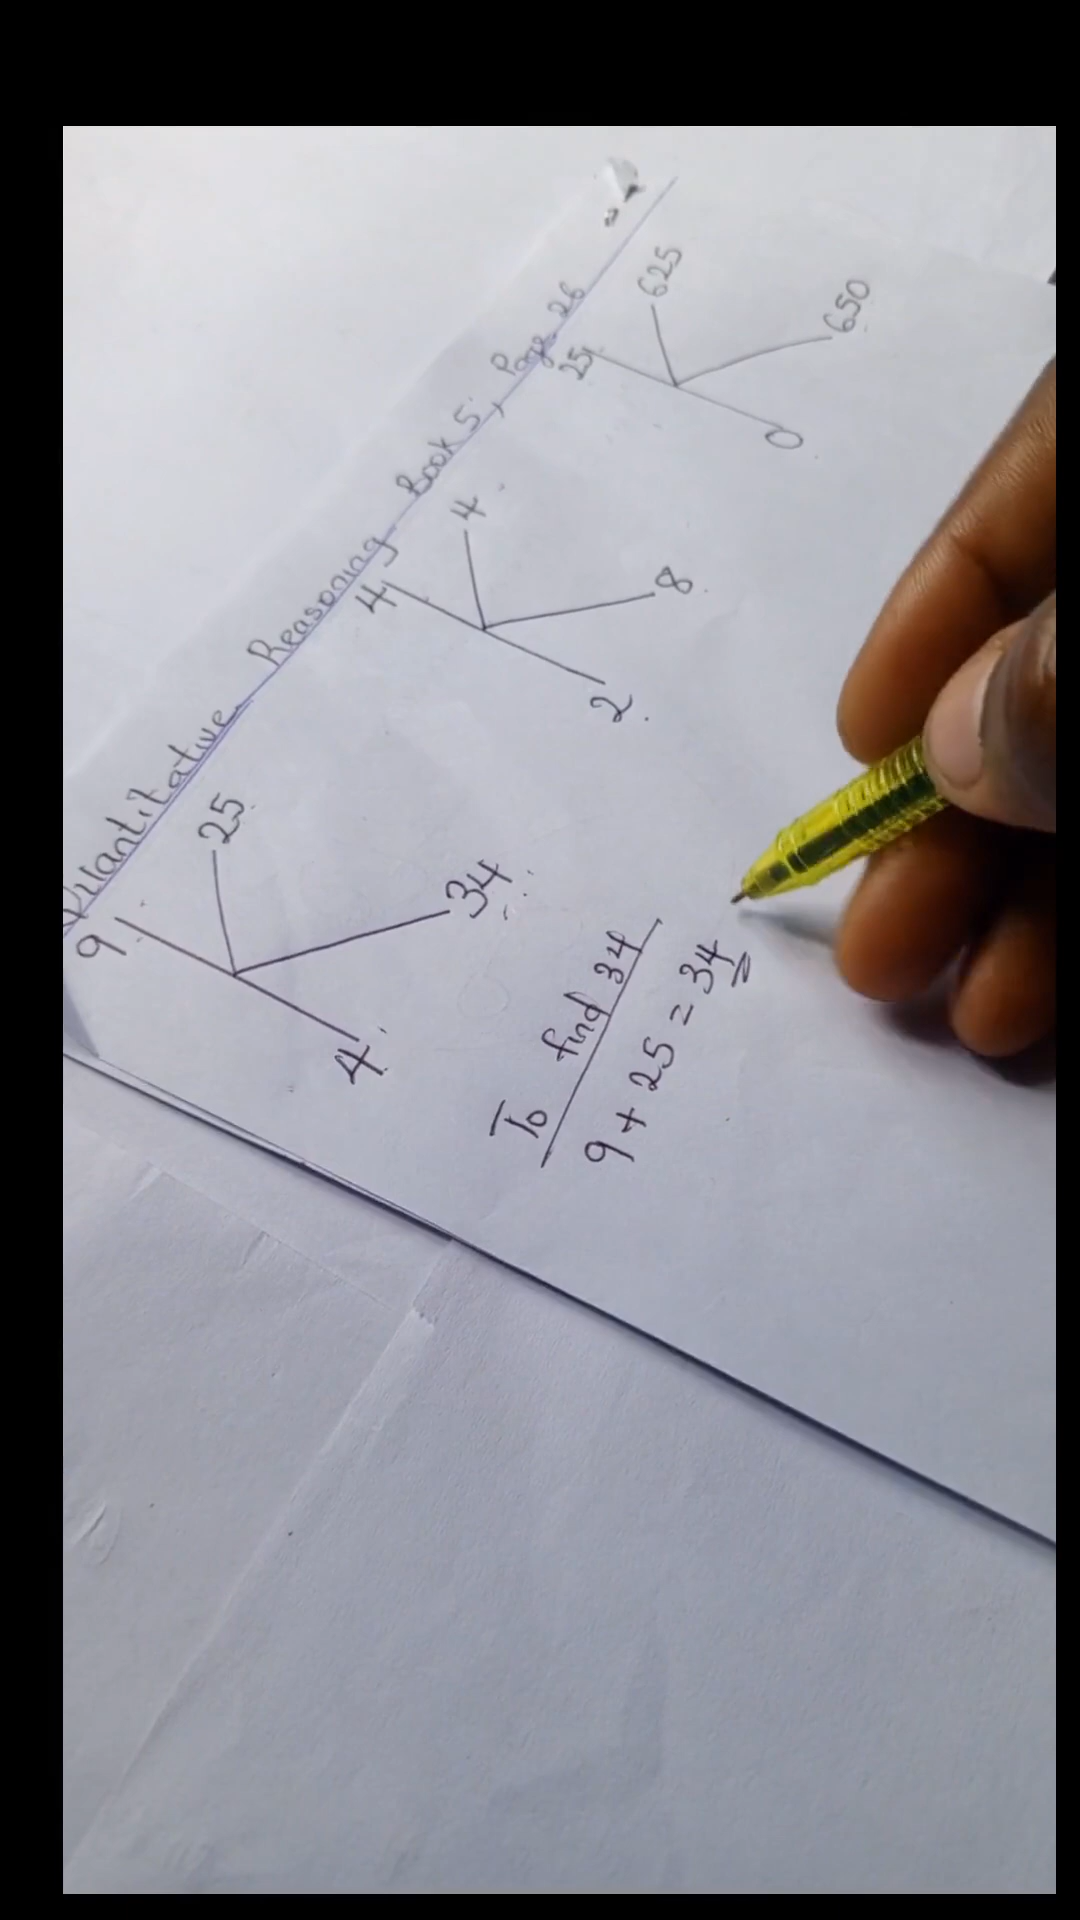 Quantitative Reasoning Book 5, Page 26
9 25 34 4
4 4 8 2
25 625 650 0
To find 34
9 + 25 = 34